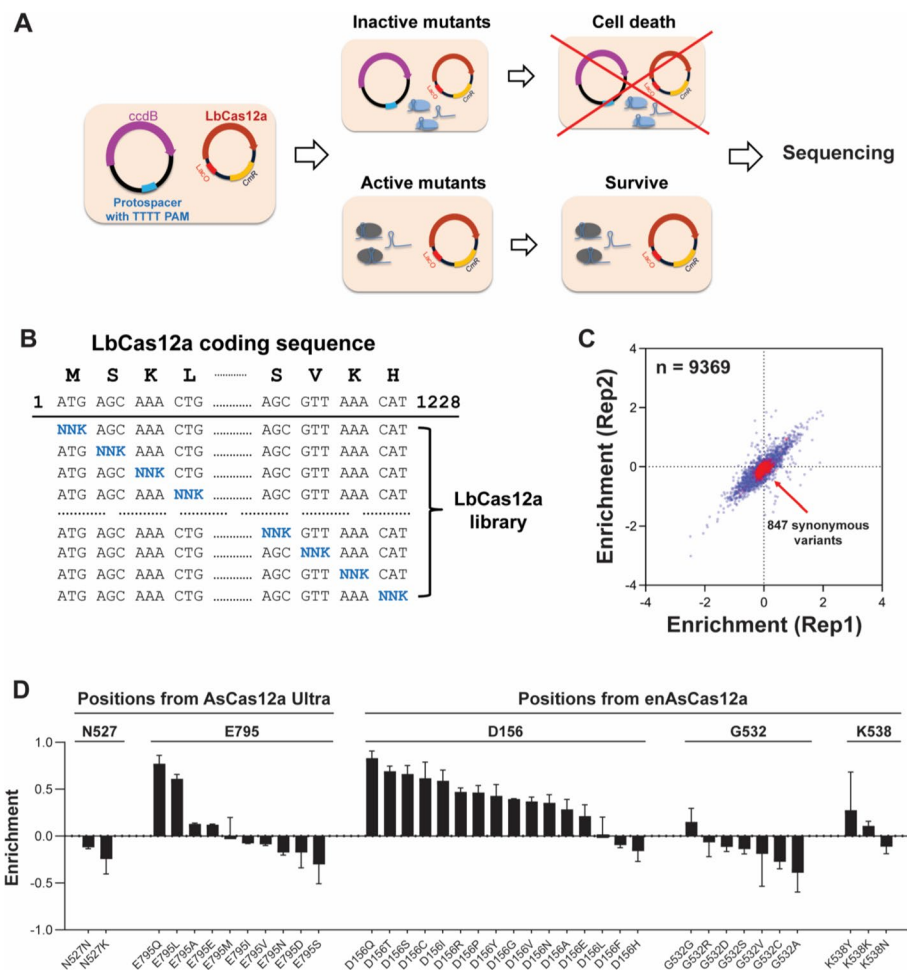 A
Inactive mutants
Cell death
ccdB
LbCas12a
LacO
CmR
Protospacer
with TTTT PAM
LacO
CmR
LacO
CmR
Sequencing
Active mutants
Survive
LacO
CmR
LacO
CmR
B
LbCas12a coding sequence
M S K L ............ S V K H
1 ATG AGC AAA CTG ............ AGC GTT AAA CAT 1228
NNK AGC AAA CTG ............ AGC GTT AAA CAT
ATG NNK AAA CTG ............ AGC GTT AAA CAT
ATG AGC NNK CTG ............ AGC GTT AAA CAT
ATG AGC AAA NNK ............ AGC GTT AAA CAT
ATG AGC AAA CTG ............ NNK GTT AAA CAT
ATG AGC AAA CTG ............ AGC NNK AAA CAT
ATG AGC AAA CTG ............ AGC GTT NNK CAT
ATG AGC AAA CTG ............ AGC GTT AAA NNK
LbCas12a
library
C
n = 9369
Enrichment (Rep2)
4
2
0
-2
-4
847 synonymous
variants
-4 -2 0 2 4
Enrichment (Rep1)
D
Positions from AsCas12a Ultra
Positions from enAsCas12a
N527 E795 D156 G532 K538
Enrichment
1.0
0.5
0.0
-0.5
-1.0
N527N N527K E795Q E795L E795A E795E E795M E795I E795V E795N E795D E795S D156Q D156T D156S D156C D156I D156R D156P D156Y D156G D156V D156N D156A D156E D156L D156F D156H G532G G532R G532D G532S G532V G532C G532A K538Y K538K K538N